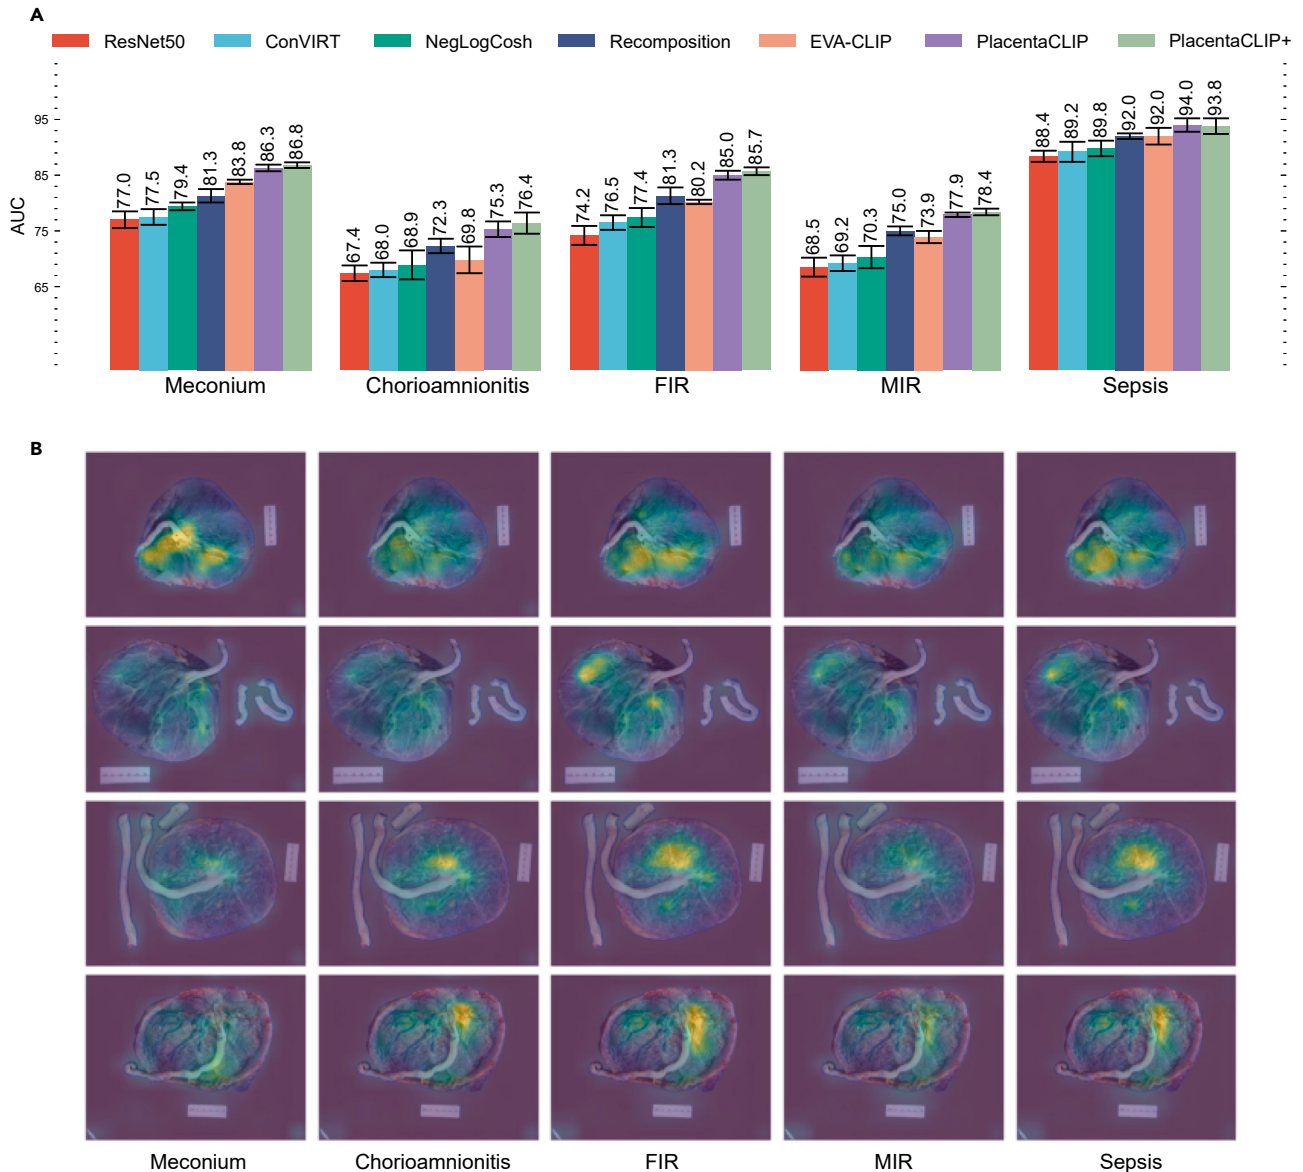 A
ResNet50 ConVIRT NegLogCosh Recomposition EVA-CLIP PlacentaCLIP PlacentaCLIP+
AUC
95
85
75
65
77.0 77.5 79.4 81.3 83.8 86.3 86.8
67.4 68.0 68.9 72.3 69.8 75.3 76.4
74.2 76.5 77.4 81.3 80.2 85.0 85.7
68.5 69.2 70.3 75.0 73.9 77.9 78.4
88.4 89.2 89.8 92.0 92.0 94.0 93.8
Meconium Chorioamnionitis FIR MIR Sepsis
B
Meconium Chorioamnionitis FIR MIR Sepsis